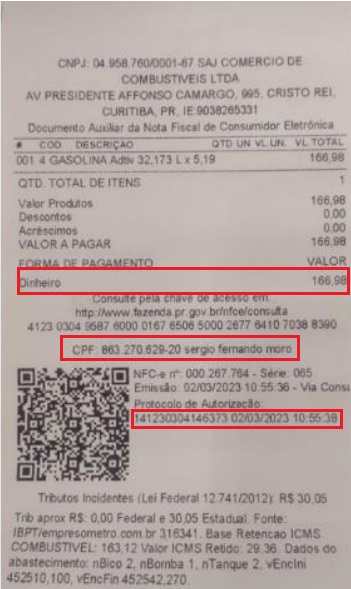 CNPJ: 04.958.760/0001-67 SAJ COMERCIO DE
COMBUSTIVEIS LTDA
AV PRESIDENTE AFFONSO CAMARGO, 995, CRISTO REI,
CURITIBA, PR, IE:9038265331
Documento Auxiliar da Nota Fiscal de Consumidor Eletrônica
# COD DESCRIÇAO QTD UN VL.UN. VL TOTAL
001 4 GASOLINA Aditiv 32,173 L x 5,19 166,98
QTD. TOTAL DE ITENS 1
Valor Produtos 166,98
Descontos 0,00
Acréscimos 0,00
VALOR A PAGAR 166,98
FORMA DE PAGAMENTO VALOR
Dinheiro 166,98
Consulte pela chave de acesso em
http://www.fazenda.pr.gov.br/nfce/consulta
4123 0304 9587 6000 0167 6506 5000 2677 6410 7038 8390
CPF: 863.270.629-20 sergio fernando moro
NFC-e nº: 000.267.764 - Série: 065
Emissão: 02/03/2023 10:55:36 - Via Consu
Protocolo de Autorização:
141230304146373 02/03/2023 10:55:38
Tributos Incidentes (Lei Federal 12.741/2012): R$ 30,05
Trib aprox R$: 0,00 Federal e 30,05 Estadual. Fonte:
IBPT/empresometro.com.br 316341. Base Retencao ICMS
COMBUSTIVEL: 163,12 Valor ICMS Retido: 29,36. Dados do
abastecimento: nBico 2, nBomba 1, nTanque 2, vEncIni
452510,100, vEncFin 452542,270.